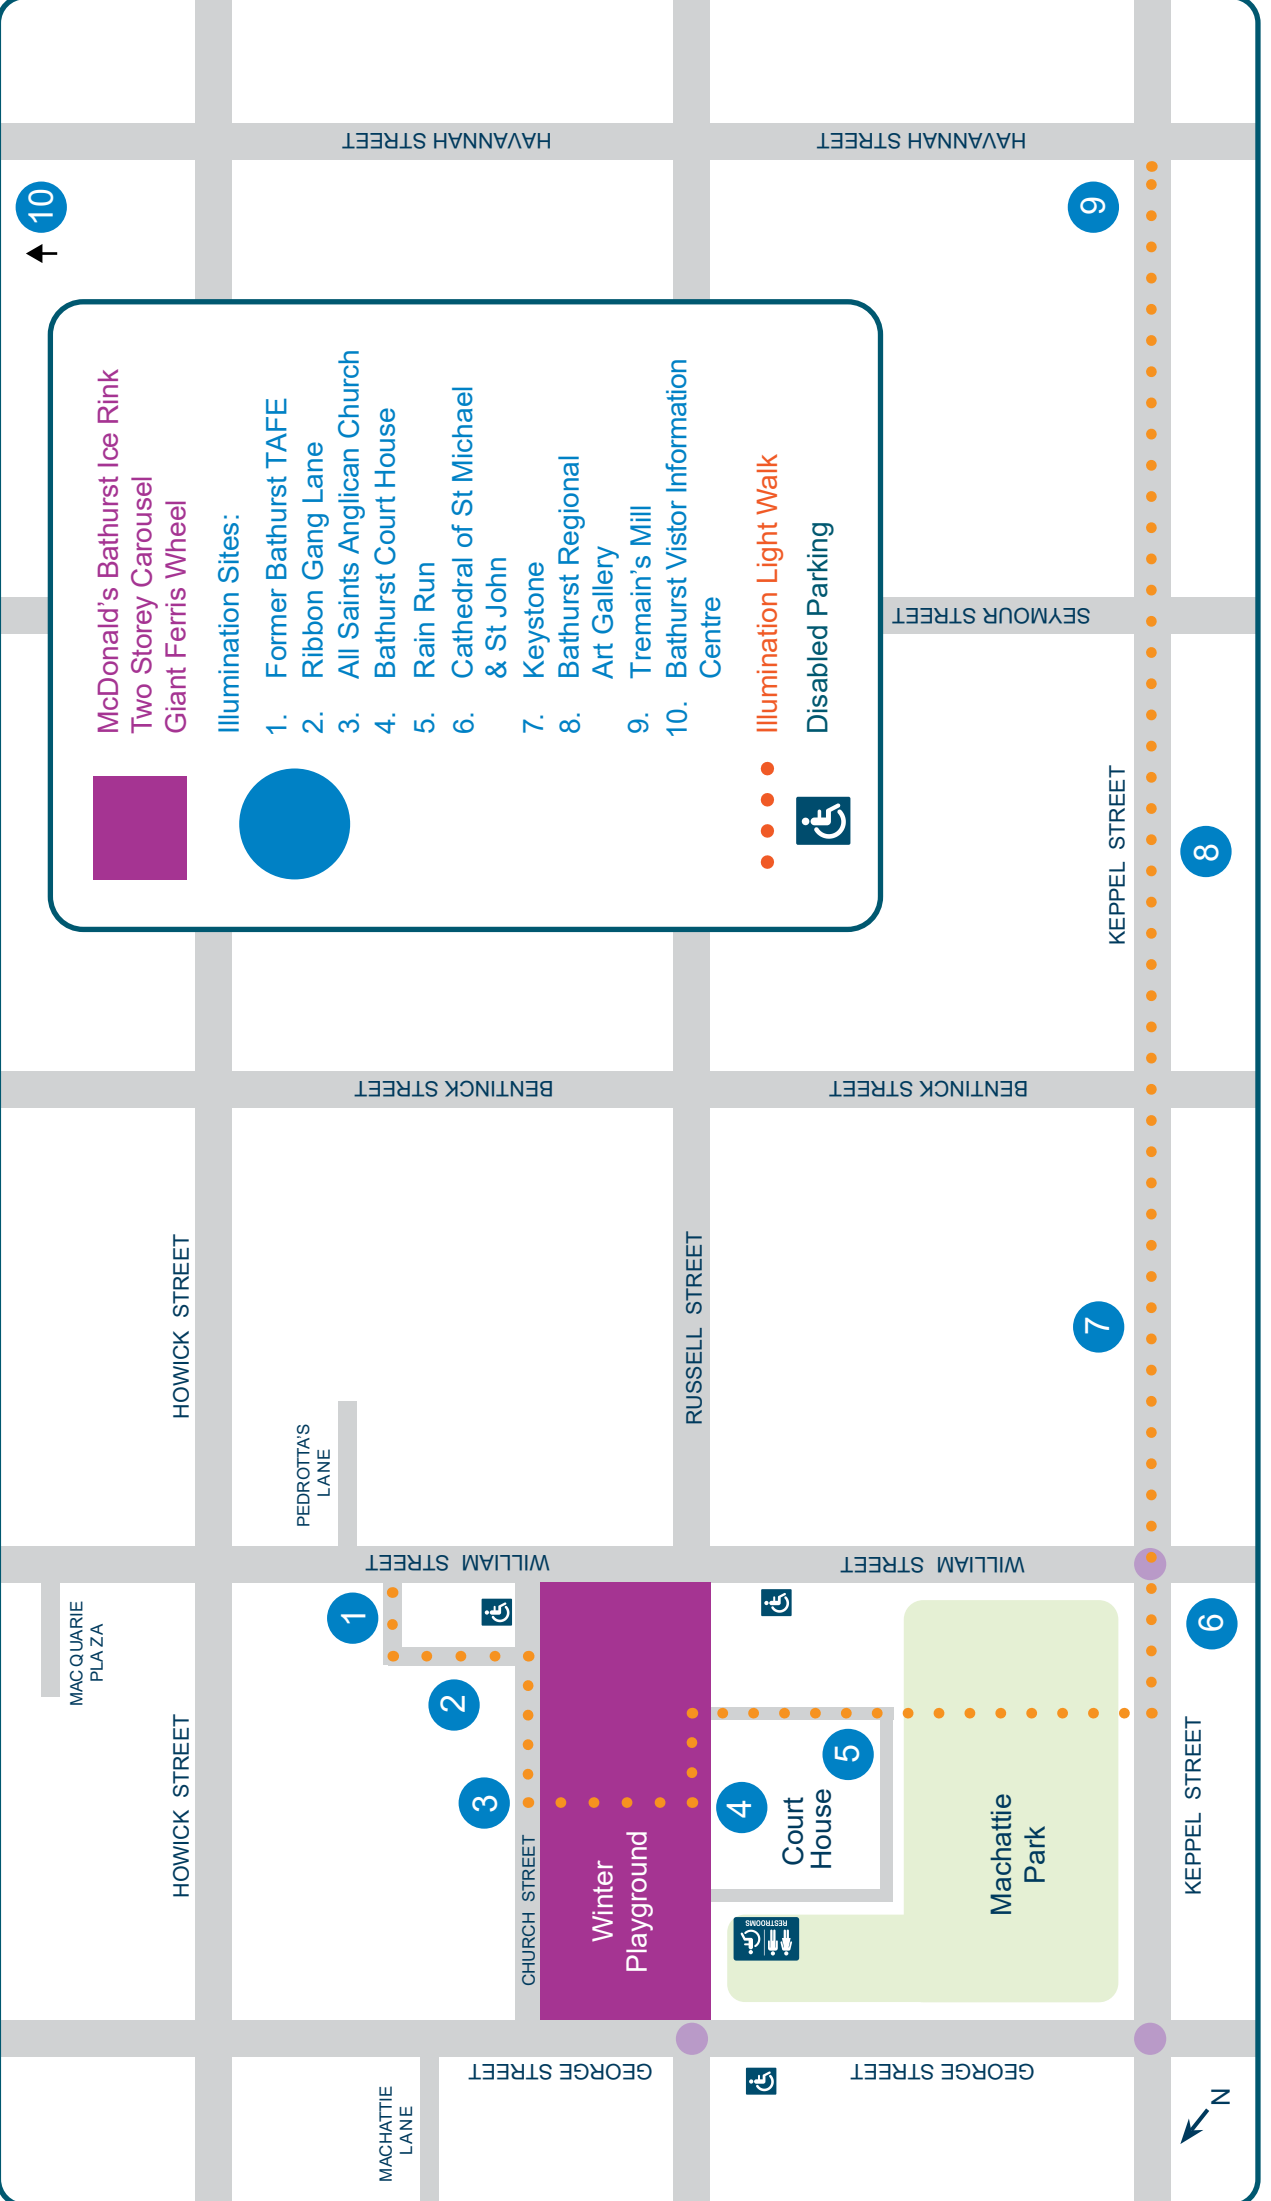 McDonald's Bathurst Ice Rink
Two Storey Carousel
Giant Ferris Wheel
Illumination Sites:
1. Former Bathurst TAFE
2. Ribbon Gang Lane
3. All Saints Anglican Church
4. Bathurst Court House
5. Rain Run
6. Cathedral of St Michael
& St John
7. Keystone
8. Bathurst Regional
Art Gallery
9. Tremain's Mill
10. Bathurst Vistor Information
Centre
Illumination Light Walk
Disabled Parking
10
MACQUARIE
PLAZA
HOWICK STREET
HOWICK STREET
PEDROTTA'S
LANE
MACHATTIE
LANE
1
2
3
CHURCH STREET
GEORGE STREET
WILLIAM STREET
BENTINCK STREET
HAVANNAH STREET
Winter
Playground
RUSSELL STREET
RESTROOMS
4
Court
House
5
GEORGE STREET
WILLIAM STREET
BENTINCK STREET
SEYMOUR STREET
HAVANNAH STREET
Machattie
Park
7
9
KEPPEL STREET
KEPPEL STREET
6
8
N